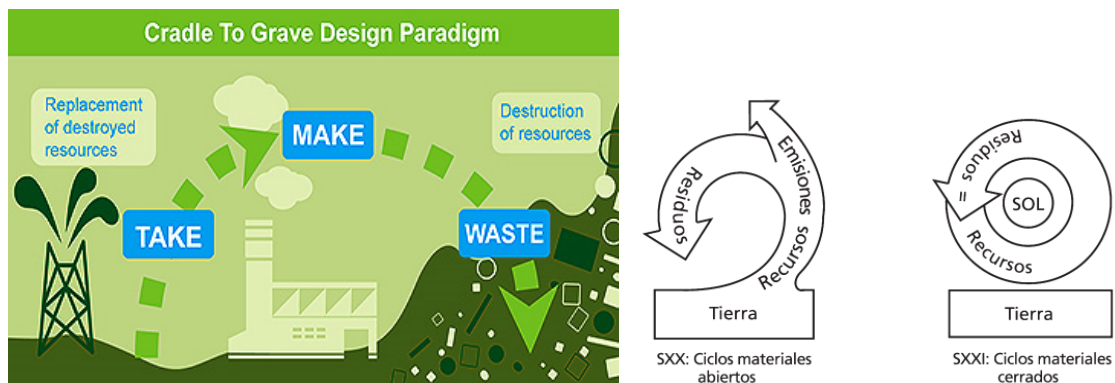 Cradle To Grave Design Paradigm
Replacement
of destroyed
resources
MAKE
Destruction
of resources
TAKE
WASTE
Residuos
Emisiones
Recursos
Tierra
SXX: Ciclos materiales
abiertos
Residuos
=
Recursos
SOL
Tierra
SXXI: Ciclos materiales
cerrados